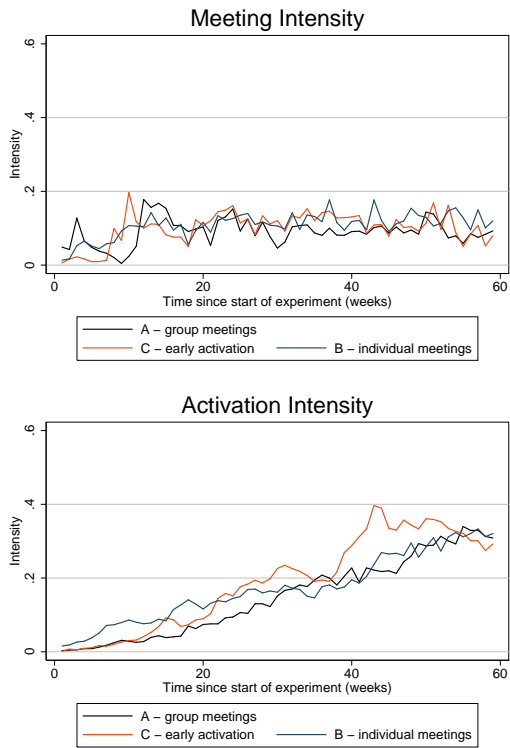 Meeting Intensity
.6
.4
.2
0
Intensity
0 20 40 60
Time since start of experiment (weeks)
A − group meetings
C − early activation B − individual meetings
Activation Intensity
.6
.4
.2
0
Intensity
0 20 40 60
Time since start of experiment (weeks)
A − group meetings
C − early activation B − individual meetings